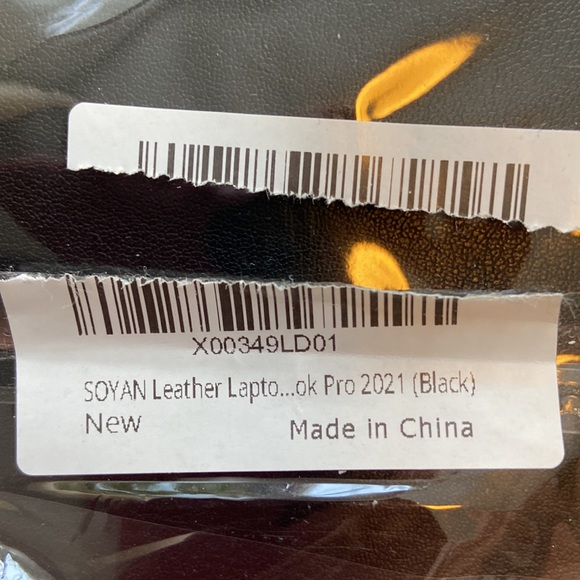 X00349LD01
SOYAN Leather Lapto...ok Pro 2021 (Black)
New
Made in China